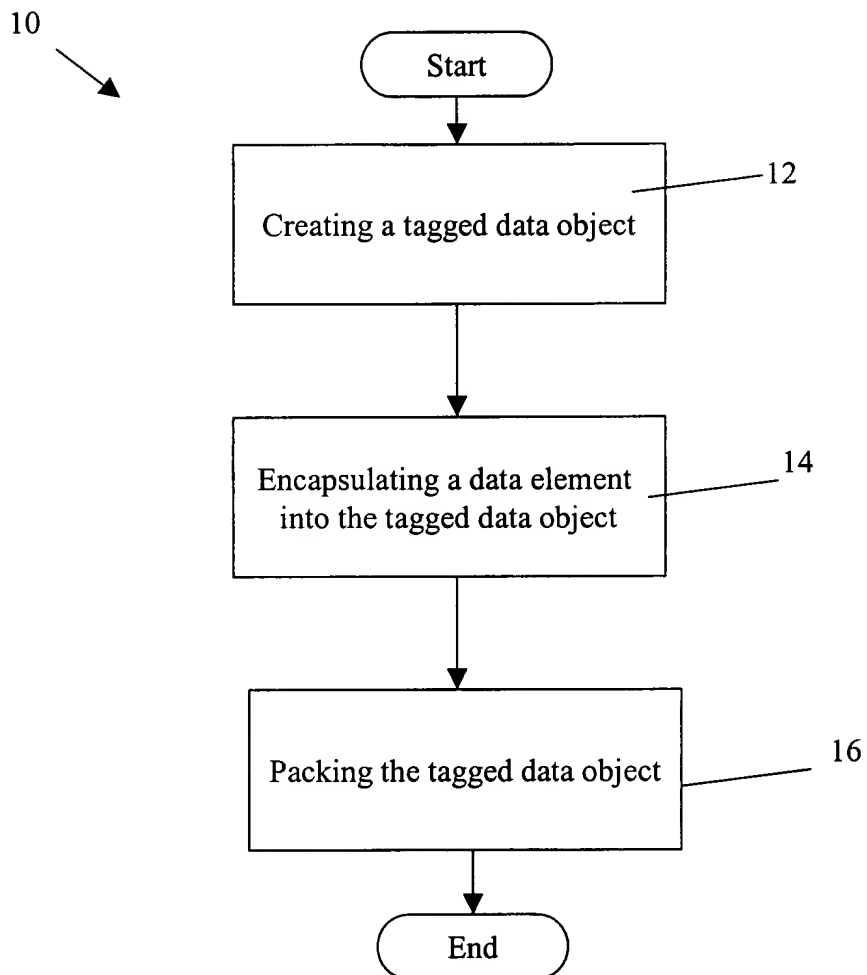 10
Start
12
Creating a tagged data object
14
Encapsulating a data element
into the tagged data object
16
Packing the tagged data object
End